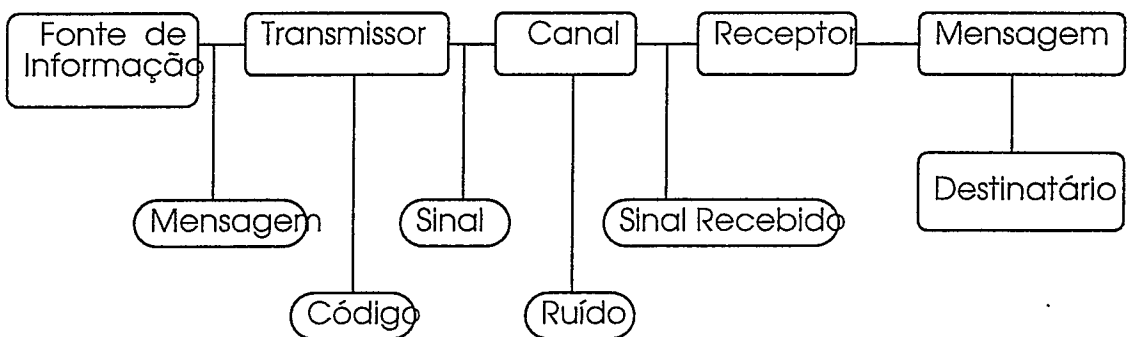 Fonte de
Informação
Transmissor
Canal
Receptor
Mensagem
Destinatário
Mensagem
Sinal
Sinal Recebido
Código
Ruído